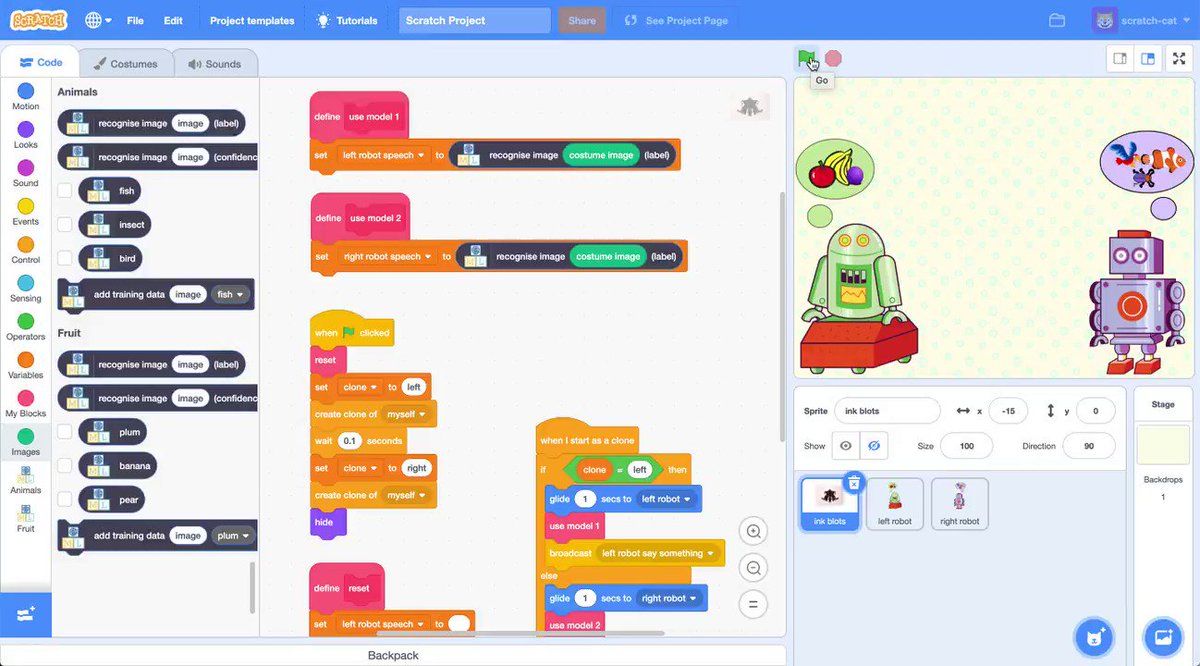 SCRATCH
File
Edit
Project templates
Tutorials
Scratch Project
Share
See Project Page
scratch-cat
Code
Costumes
Sounds
Go
Motion
Looks
Sound
Events
Control
Sensing
Operators
Variables
My Blocks
Images
Animals
Fruit
Animals
recognise image image (label)
recognise image image (confidenc
fish
insect
bird
add training data image fish
Fruit
recognise image image (label)
recognise image image (confidenc
plum
banana
pear
add training data image plum
define use model 1
set left robot speech to recognise image costume image (label)
define use model 2
set right robot speech to recognise image costume image (label)
when clicked
reset
set clone to left
create clone of myself
wait 0.1 seconds
set clone to right
create clone of myself
hide
define reset
set left robot speech to
when I start as a clone
if clone = left then
glide 1 secs to left robot
use model 1
broadcast left robot say something
else
glide 1 secs to right robot
use model 2
Backpack
Sprite ink blots x -15 y 0
Show Size 100 Direction 90
ink blots
left robot
right robot
Stage
Backdrops
1